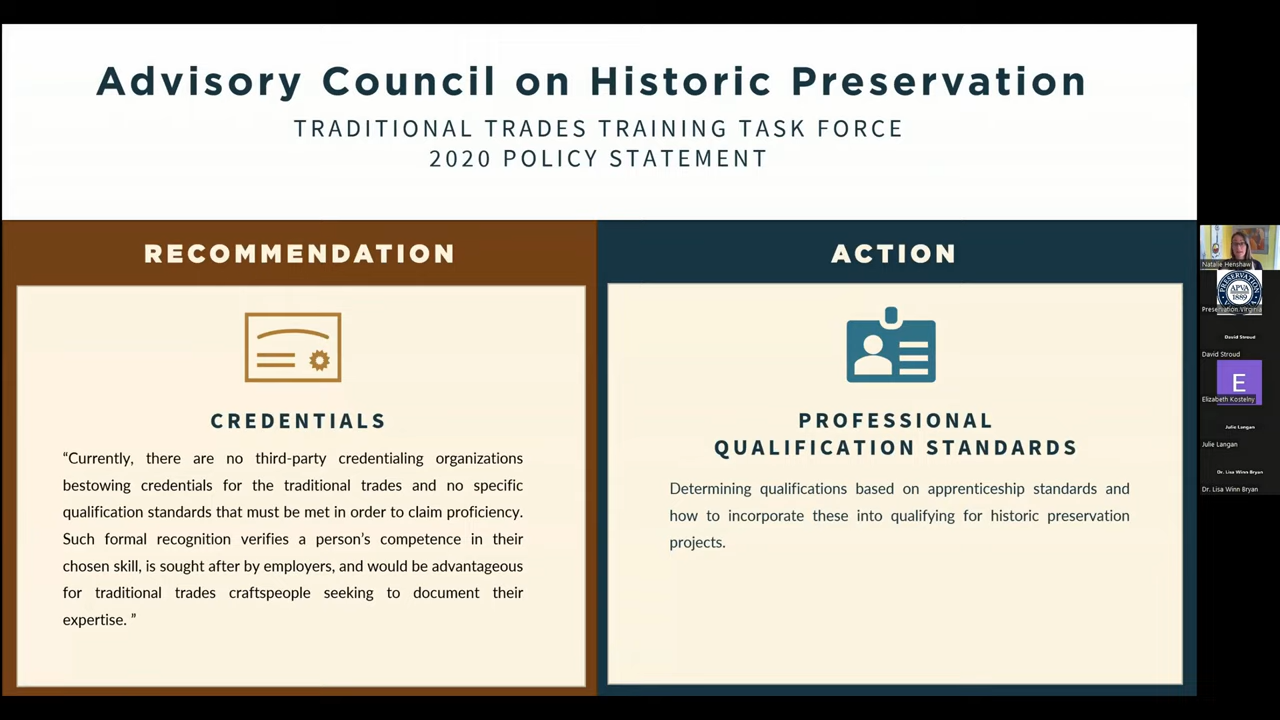 Advisory Council on Historic Preservation
TRADITIONAL TRADES TRAINING TASK FORCE
2020 POLICY STATEMENT
RECOMMENDATION
CREDENTIALS
“Currently, there are no third-party credentialing organizations
bestowing credentials for the traditional trades and no specific
qualification standards that must be met in order to claim proficiency.
Such formal recognition verifies a person’s competence in their
chosen skill, is sought after by employers, and would be advantageous
for traditional trades craftspeople seeking to document their
expertise. ”
ACTION
PROFESSIONAL
QUALIFICATION STANDARDS
Determining qualifications based on apprenticeship standards and
how to incorporate these into qualifying for historic preservation
projects.
Natalie Henshaw
PRESERVATION
APVA
1889
VIRGINIA
Preservation Virginia
David Stroud
David Stroud
E
Elizabeth Kostelny
Julie Langan
Julie Langan
Dr. Lisa Winn Bryan
Dr. Lisa Winn Bryan